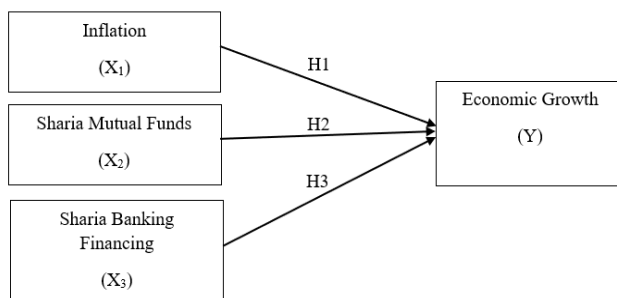 Inflation
(X₁)
H1
Economic Growth
(Y)
Sharia Mutual Funds
(X₂)
H2
H3
Sharia Banking
Financing
(X₃)